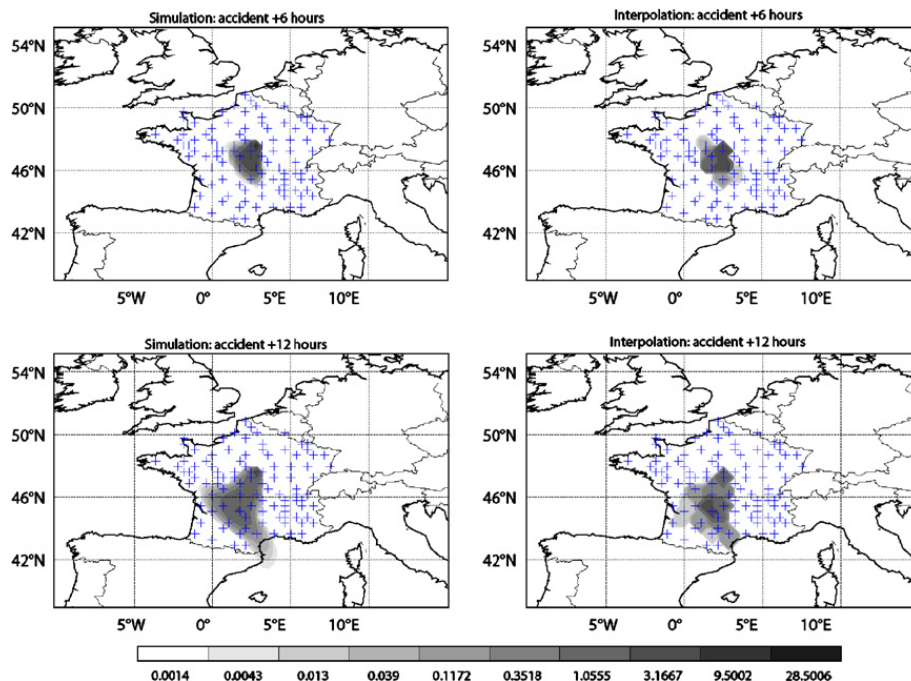 Simulation: accident +6 hours
Interpolation: accident +6 hours
54°N
50°N
46°N
42°N
5°W 0° 5°E 10°E
54°N
50°N
46°N
42°N
5°W 0° 5°E 10°E
Simulation: accident +12 hours
Interpolation: accident +12 hours
54°N
50°N
46°N
42°N
5°W 0° 5°E 10°E
54°N
50°N
46°N
42°N
5°W 0° 5°E 10°E
0.0014 0.0043 0.013 0.039 0.1172 0.3518 1.0555 3.1667 9.5002 28.5006